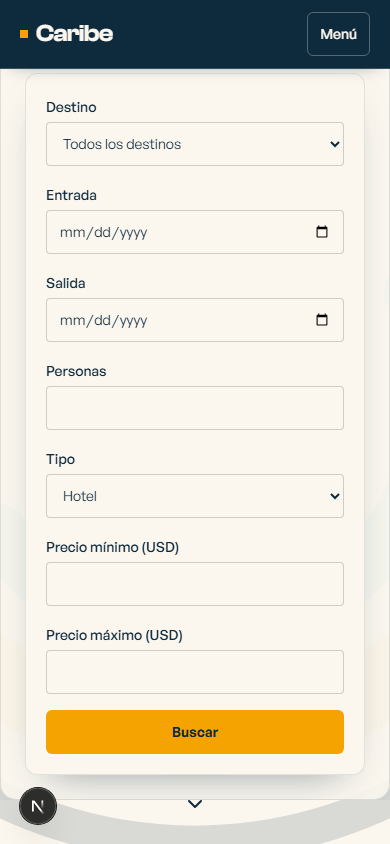 Caribe
Menú
Destino
Todos los destinos
Entrada
mm/dd/yyyy
Salida
mm/dd/yyyy
Personas
Tipo
Hotel
Precio mínimo (USD)
Precio máximo (USD)
Buscar
N